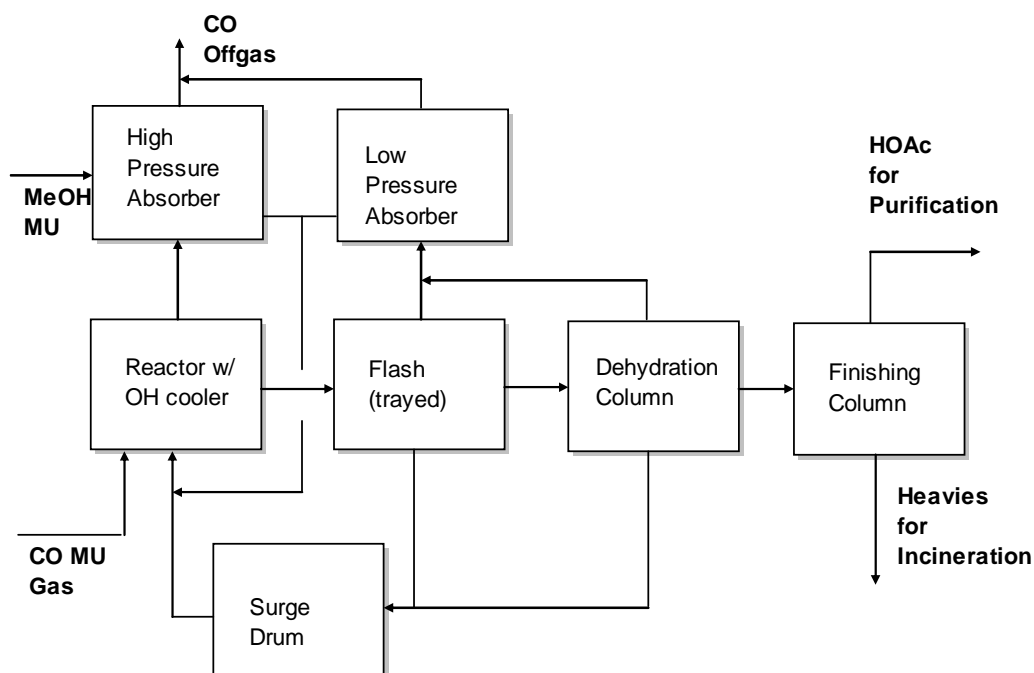 CO
Offgas
High
Pressure
Absorber
Low
Pressure
Absorber
HOAc
for
Purification
MeOH
MU
Reactor w/
OH cooler
Flash
(trayed)
Dehydration
Column
Finishing
Column
CO MU
Gas
Heavies
for
Incineration
Surge
Drum